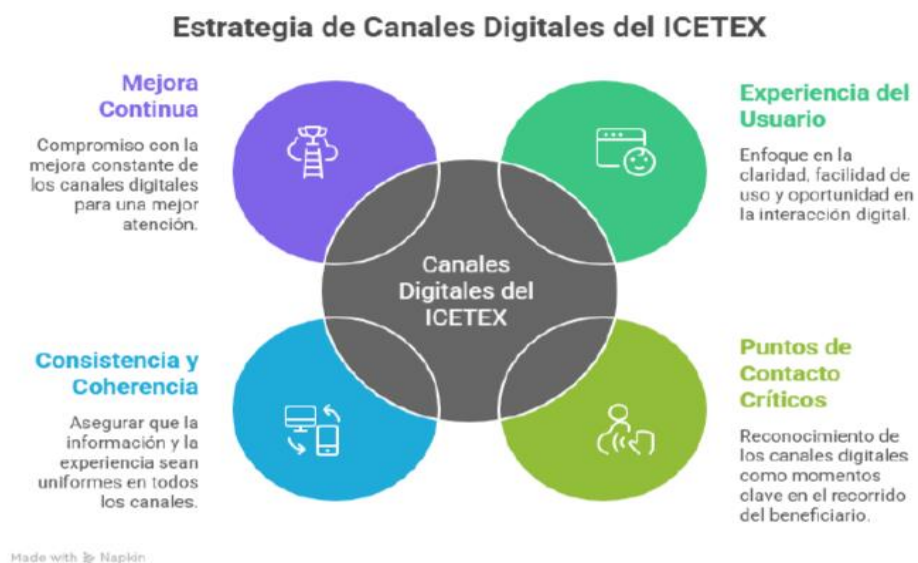 Estrategia de Canales Digitales del ICETEX
Mejora
Continua
Compromiso con la
mejora constante de
los canales digitales
para una mejor
atención.
Experiencia del
Usuario
Enfoque en la
claridad, facilidad de
uso y oportunidad en
la interacción digital.
Canales
Digitales del
ICETEX
Consistencia y
Coherencia
Asegurar que la
información y la
experiencia sean
uniformes en todos
los canales.
Puntos de
Contacto
Críticos
Reconocimiento de
los canales digitales
como momentos
clave en el recorrido
del beneficiario.
Made with Napkin